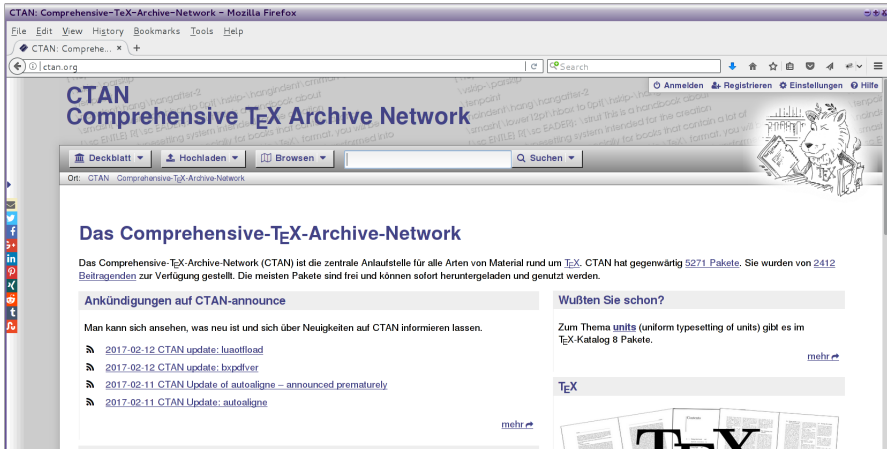 CTAN: Comprehensive-TeX-Archive-Network - Mozilla Firefox
File Edit View History Bookmarks Tools Help
CTAN: Comprehe... × +
ctan.org
Search
Anmelden Registrieren Einstellungen Hilfe
CTAN
Comprehensive TEX Archive Network
Deckblatt Hochladen Browsen Suchen
Ort: CTAN Comprehensive-TEX-Archive-Network
Das Comprehensive-TEX-Archive-Network
Das Comprehensive-TEX-Archive-Network (CTAN) ist die zentrale Anlaufstelle für alle Arten von Material rund um TEX. CTAN hat gegenwärtig 5271 Pakete. Sie wurden von 2412
Beitragenden zur Verfügung gestellt. Die meisten Pakete sind frei und können sofort heruntergeladen und genutzt werden.
Ankündigungen auf CTAN-announce
Man kann sich ansehen, was neu ist und sich über Neuigkeiten auf CTAN informieren lassen.
2017-02-12 CTAN update: luaotfload
2017-02-12 CTAN update: bxpdfver
2017-02-11 CTAN Update of autoaligne – announced prematurely
2017-02-11 CTAN Update: autoaligne
mehr
Wußten Sie schon?
Zum Thema units (uniform typesetting of units) gibt es im
TEX-Katalog 8 Pakete.
mehr
TEX
TEX